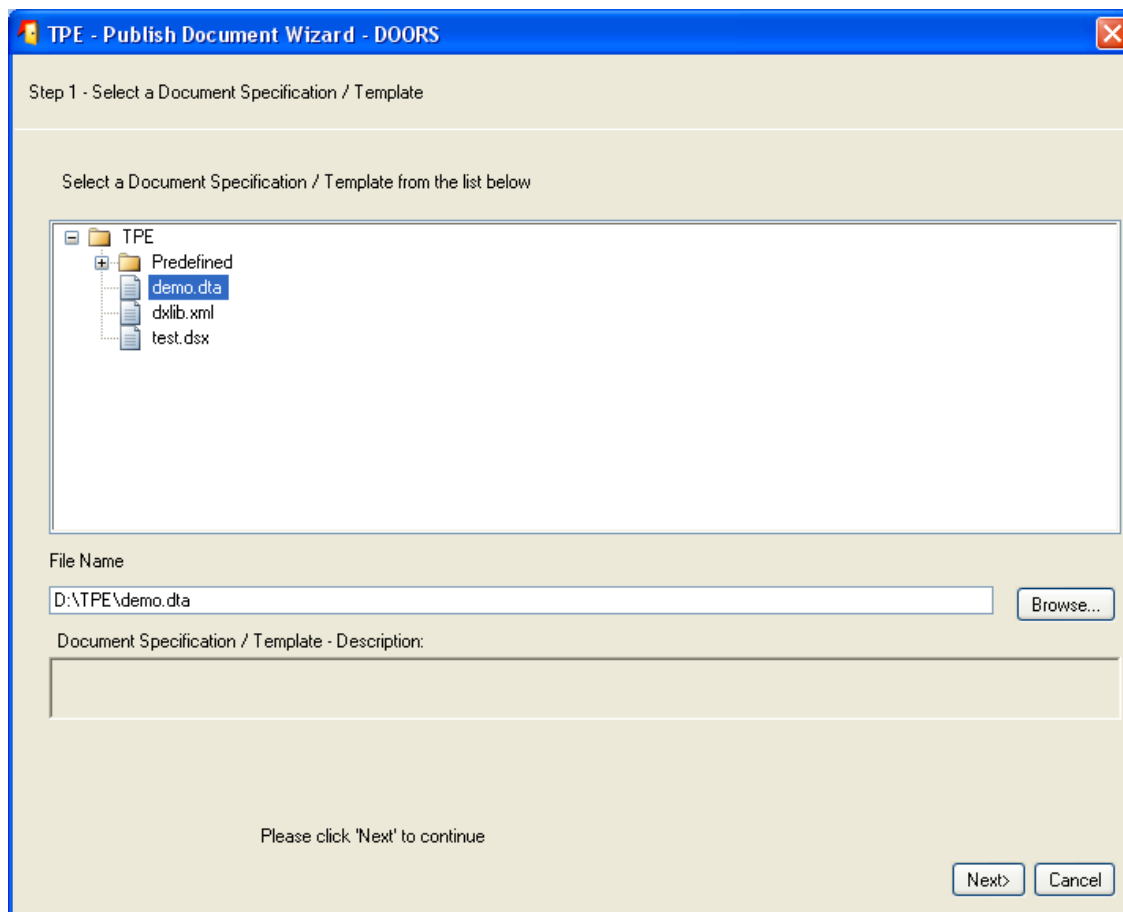 TPE - Publish Document Wizard - DOORS
Step 1 - Select a Document Specification / Template
Select a Document Specification / Template from the list below
TPE
Predefined
demo.dta
dxlib.xml
test.dsx
File Name
D:\TPE\demo.dta
Browse...
Document Specification / Template - Description:
Please click 'Next' to continue
Next>
Cancel